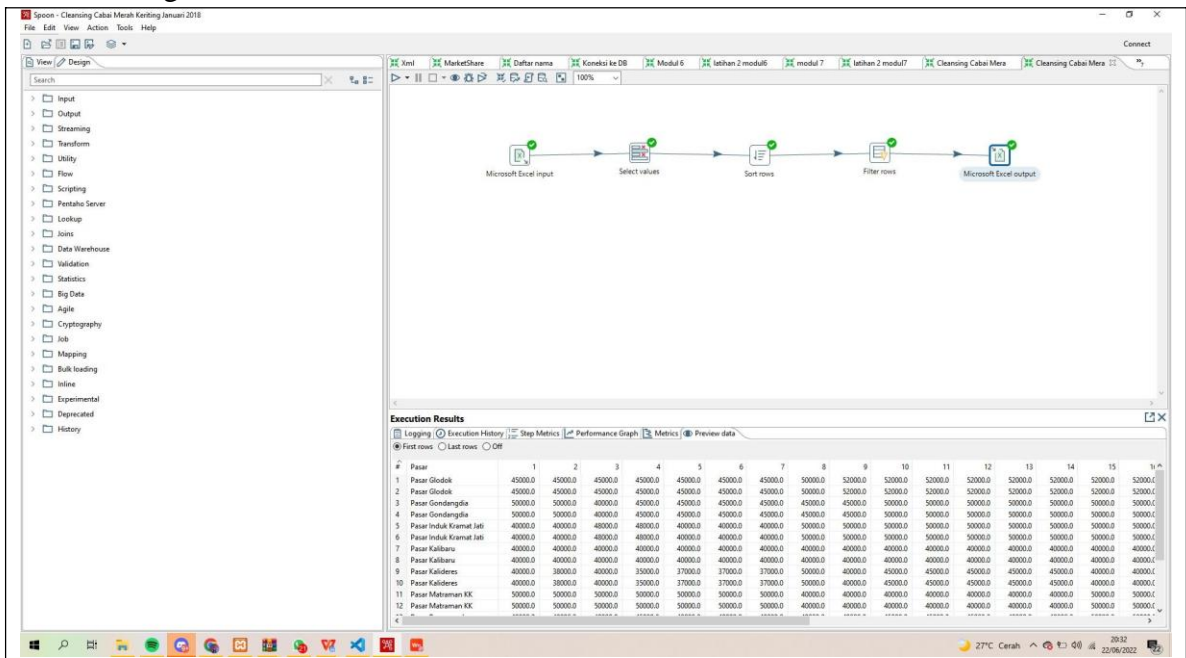 Spoon - Cleansing Cabai Merah Keriting Januari 2018
File Edit View Action Tools Help
Connect
View Design
Xml MarketShare Daftar nama Koneksi ke DB Modul 6 latihan 2 modul6 modul 7 latihan 2 modul7 Cleansing Cabai Mera Cleansing Cabai Mera
Search
100%
Input
Output
Streaming
Transform
Utility
Flow
Scripting
Pentaho Server
Lookup
Joins
Data Warehouse
Validation
Statistics
Big Data
Agile
Cryptography
Job
Mapping
Bulk loading
Inline
Experimental
Deprecated
History
Microsoft Excel input Select values Sort rows Filter rows Microsoft Excel output
Execution Results
Logging Execution History Step Metrics Performance Graph Metrics Preview data
First rows Last rows Off
# Pasar 1 2 3 4 5 6 7 8 9 10 11 12 13 14 15
1 Pasar Glodok 45000.0 45000.0 45000.0 45000.0 45000.0 45000.0 45000.0 50000.0 52000.0 52000.0 52000.0 52000.0 52000.0 52000.0 52000.0 52000.0
2 Pasar Glodok 45000.0 45000.0 45000.0 45000.0 45000.0 45000.0 45000.0 50000.0 52000.0 52000.0 52000.0 52000.0 52000.0 52000.0 52000.0 52000.0
3 Pasar Gondangdia 50000.0 50000.0 40000.0 45000.0 45000.0 45000.0 45000.0 45000.0 50000.0 50000.0 50000.0 50000.0 50000.0 50000.0 50000.0 50000.0
4 Pasar Gondangdia 50000.0 50000.0 40000.0 45000.0 45000.0 45000.0 45000.0 45000.0 50000.0 50000.0 50000.0 50000.0 50000.0 50000.0 50000.0 50000.0
5 Pasar Induk Kramat Jati 40000.0 40000.0 48000.0 48000.0 40000.0 40000.0 40000.0 50000.0 50000.0 50000.0 50000.0 50000.0 50000.0 50000.0 50000.0 50000.0
6 Pasar Induk Kramat Jati 40000.0 40000.0 48000.0 48000.0 40000.0 40000.0 40000.0 50000.0 50000.0 50000.0 50000.0 50000.0 50000.0 50000.0 50000.0 50000.0
7 Pasar Kalibaru 40000.0 40000.0 40000.0 40000.0 40000.0 40000.0 40000.0 40000.0 40000.0 40000.0 40000.0 40000.0 40000.0 40000.0 40000.0 40000.0
8 Pasar Kalibaru 40000.0 40000.0 40000.0 40000.0 40000.0 40000.0 40000.0 40000.0 40000.0 40000.0 40000.0 40000.0 40000.0 40000.0 40000.0 40000.0
9 Pasar Kalideres 40000.0 38000.0 40000.0 35000.0 37000.0 37000.0 37000.0 50000.0 40000.0 45000.0 45000.0 45000.0 45000.0 45000.0 40000.0 40000.0
10 Pasar Kalideres 40000.0 38000.0 40000.0 35000.0 37000.0 37000.0 37000.0 50000.0 40000.0 45000.0 45000.0 45000.0 45000.0 40000.0 40000.0 40000.0
11 Pasar Matraman KK 50000.0 50000.0 50000.0 50000.0 50000.0 50000.0 50000.0 40000.0 40000.0 40000.0 40000.0 40000.0 40000.0 40000.0 50000.0 50000.0
12 Pasar Matraman KK 50000.0 50000.0 50000.0 50000.0 50000.0 50000.0 50000.0 40000.0 40000.0 40000.0 40000.0 40000.0 40000.0 40000.0 50000.0 50000.0
27°C Cerah 20:32
22/06/2022